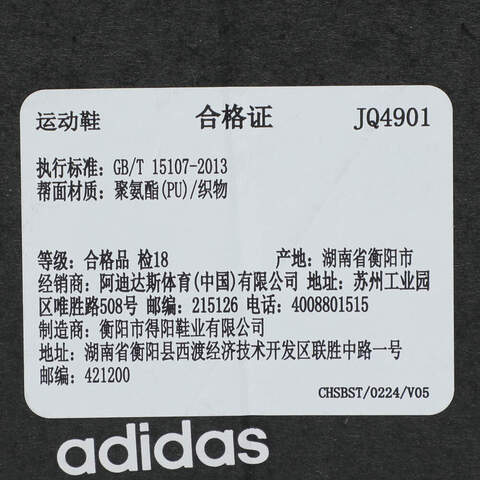 运动鞋 合格证 JQ4901
执行标准: GB/T 15107-2013
帮面材质: 聚氨酯(PU)/织物
等级: 合格品 检18 产地: 湖南省衡阳市
经销商: 阿迪达斯体育(中国)有限公司 地址: 苏州工业园
区唯胜路508号 邮编: 215126 电话: 4008801515
制造商: 衡阳市得阳鞋业有限公司
地址: 湖南省衡阳县西渡经济技术开发区联胜中路一号
邮编: 421200
CHSBST/0224/V05
adidas